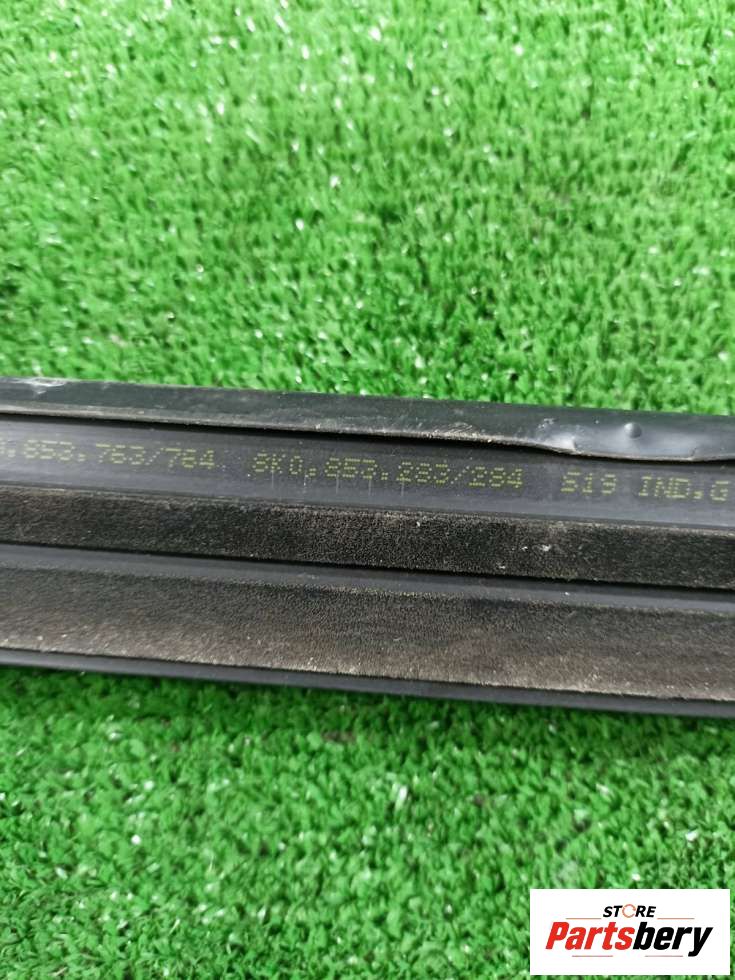 .853.763/764 8K0.853.283/284 519 IND.G
STORE
Partsbery